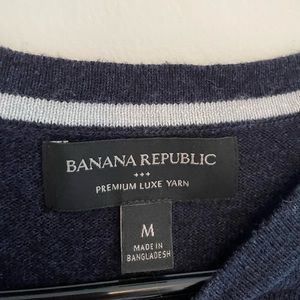 BANANA REPUBLIC
+++
PREMIUM LUXE YARN
M
MADE IN
BANGLADESH